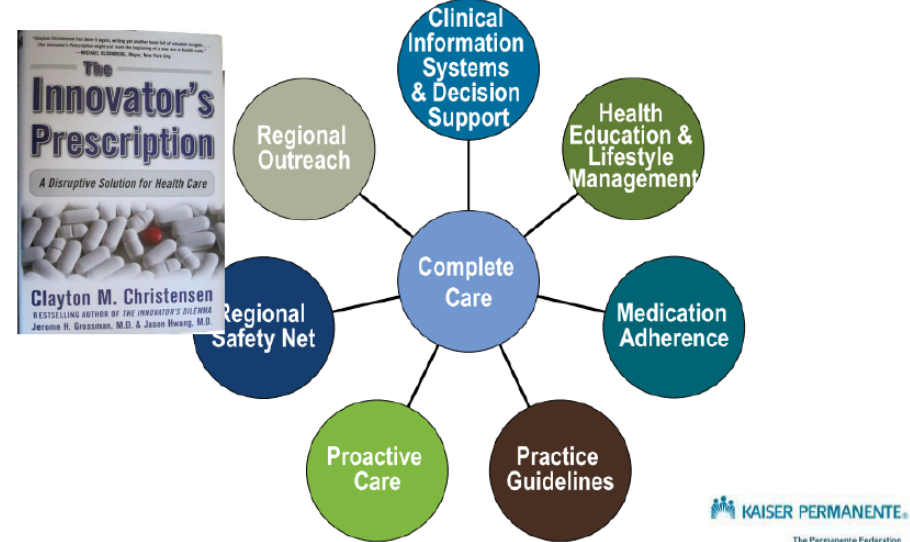 "Clayton Christensen has done it again, writing yet another book full of valuable insights . . .
The Innovator's Prescription might just mark the beginning of a new era in health care."
—MICHAEL BLOOMBERG, Mayor, New York City
The
Innovator's
Prescription
A Disruptive Solution for Health Care
Clayton M. Christensen
BESTSELLING AUTHOR OF THE INNOVATOR'S DILEMMA
Jerome H. Grossman, M.D. & Jason Hwang, M.D.
Clinical
Information
Systems
& Decision
Support
Health
Education &
Lifestyle
Management
Medication
Adherence
Practice
Guidelines
Proactive
Care
Regional
Safety Net
Regional
Outreach
Complete
Care
KAISER PERMANENTE®
The Permanente Federation